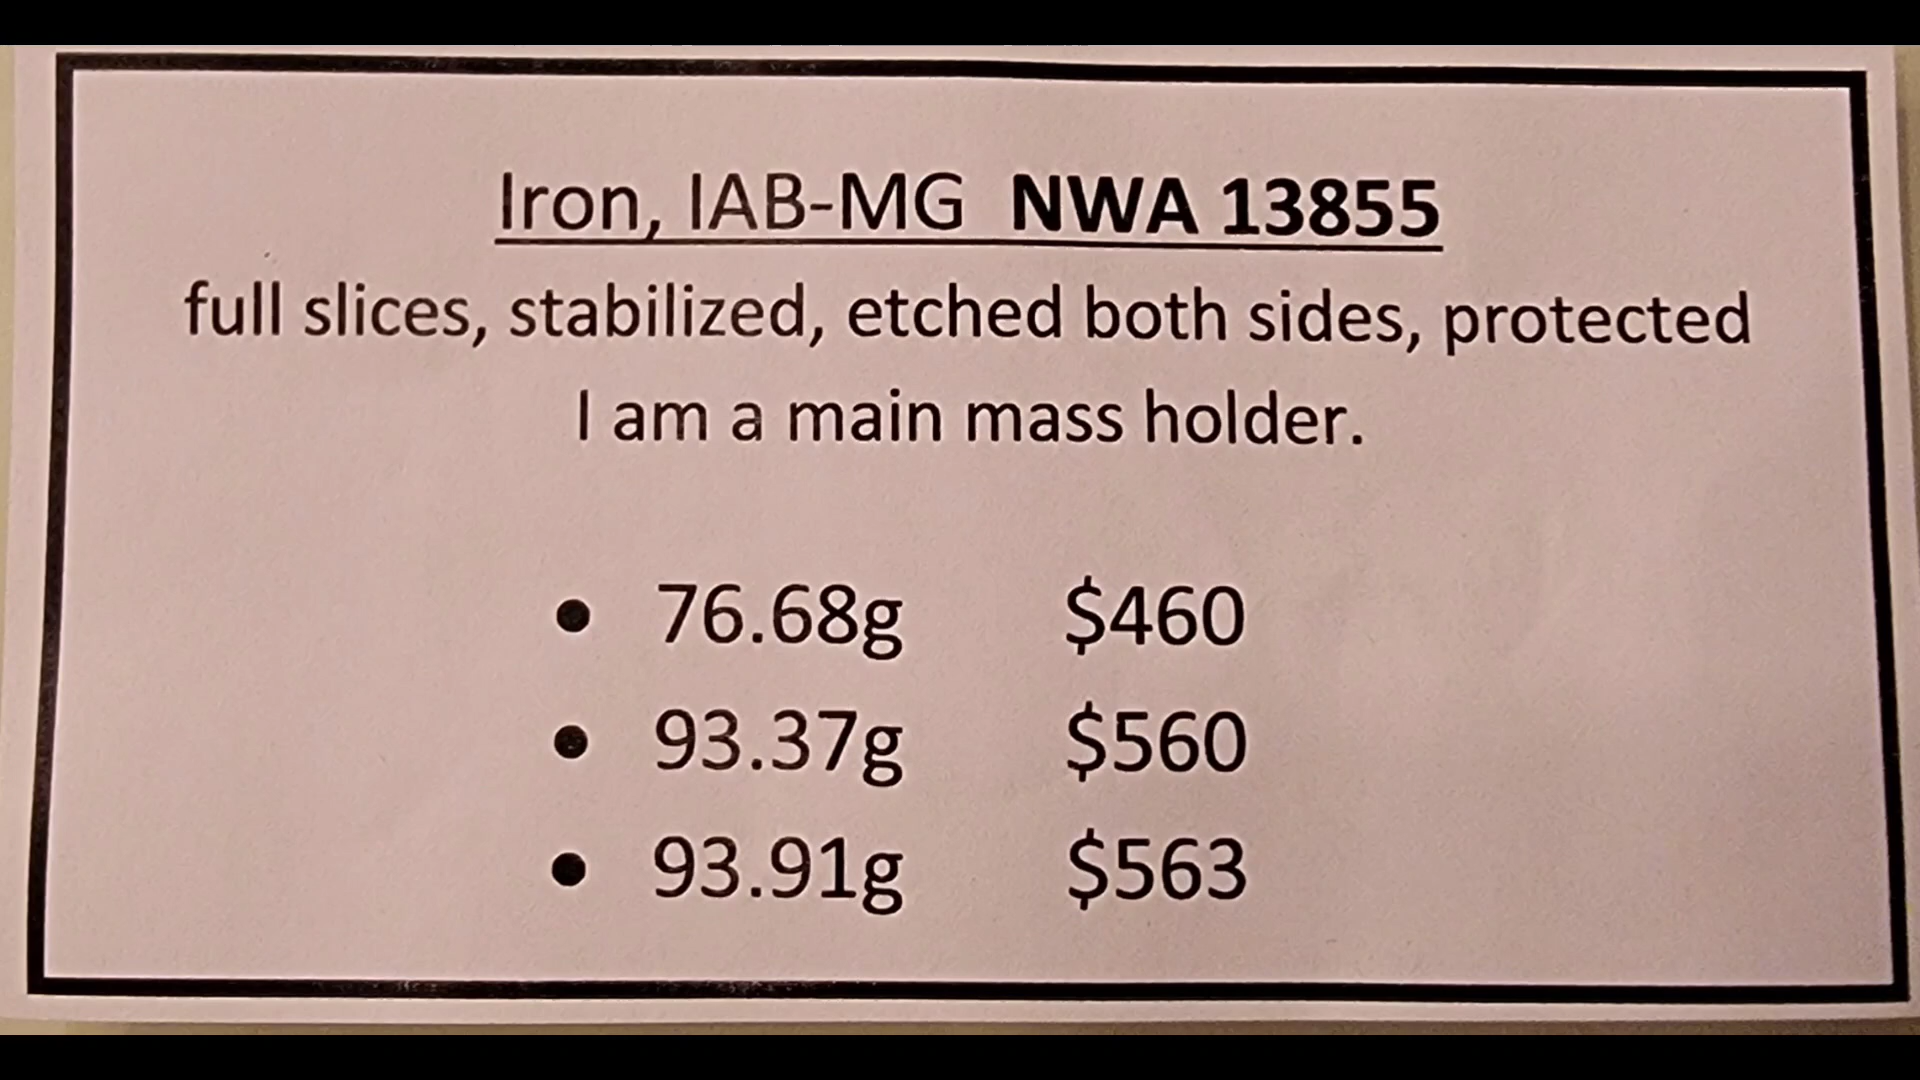 Iron, IAB-MG NWA 13855
full slices, stabilized, etched both sides, protected
I am a main mass holder.
• 76.68g $460
• 93.37g $560
• 93.91g $563